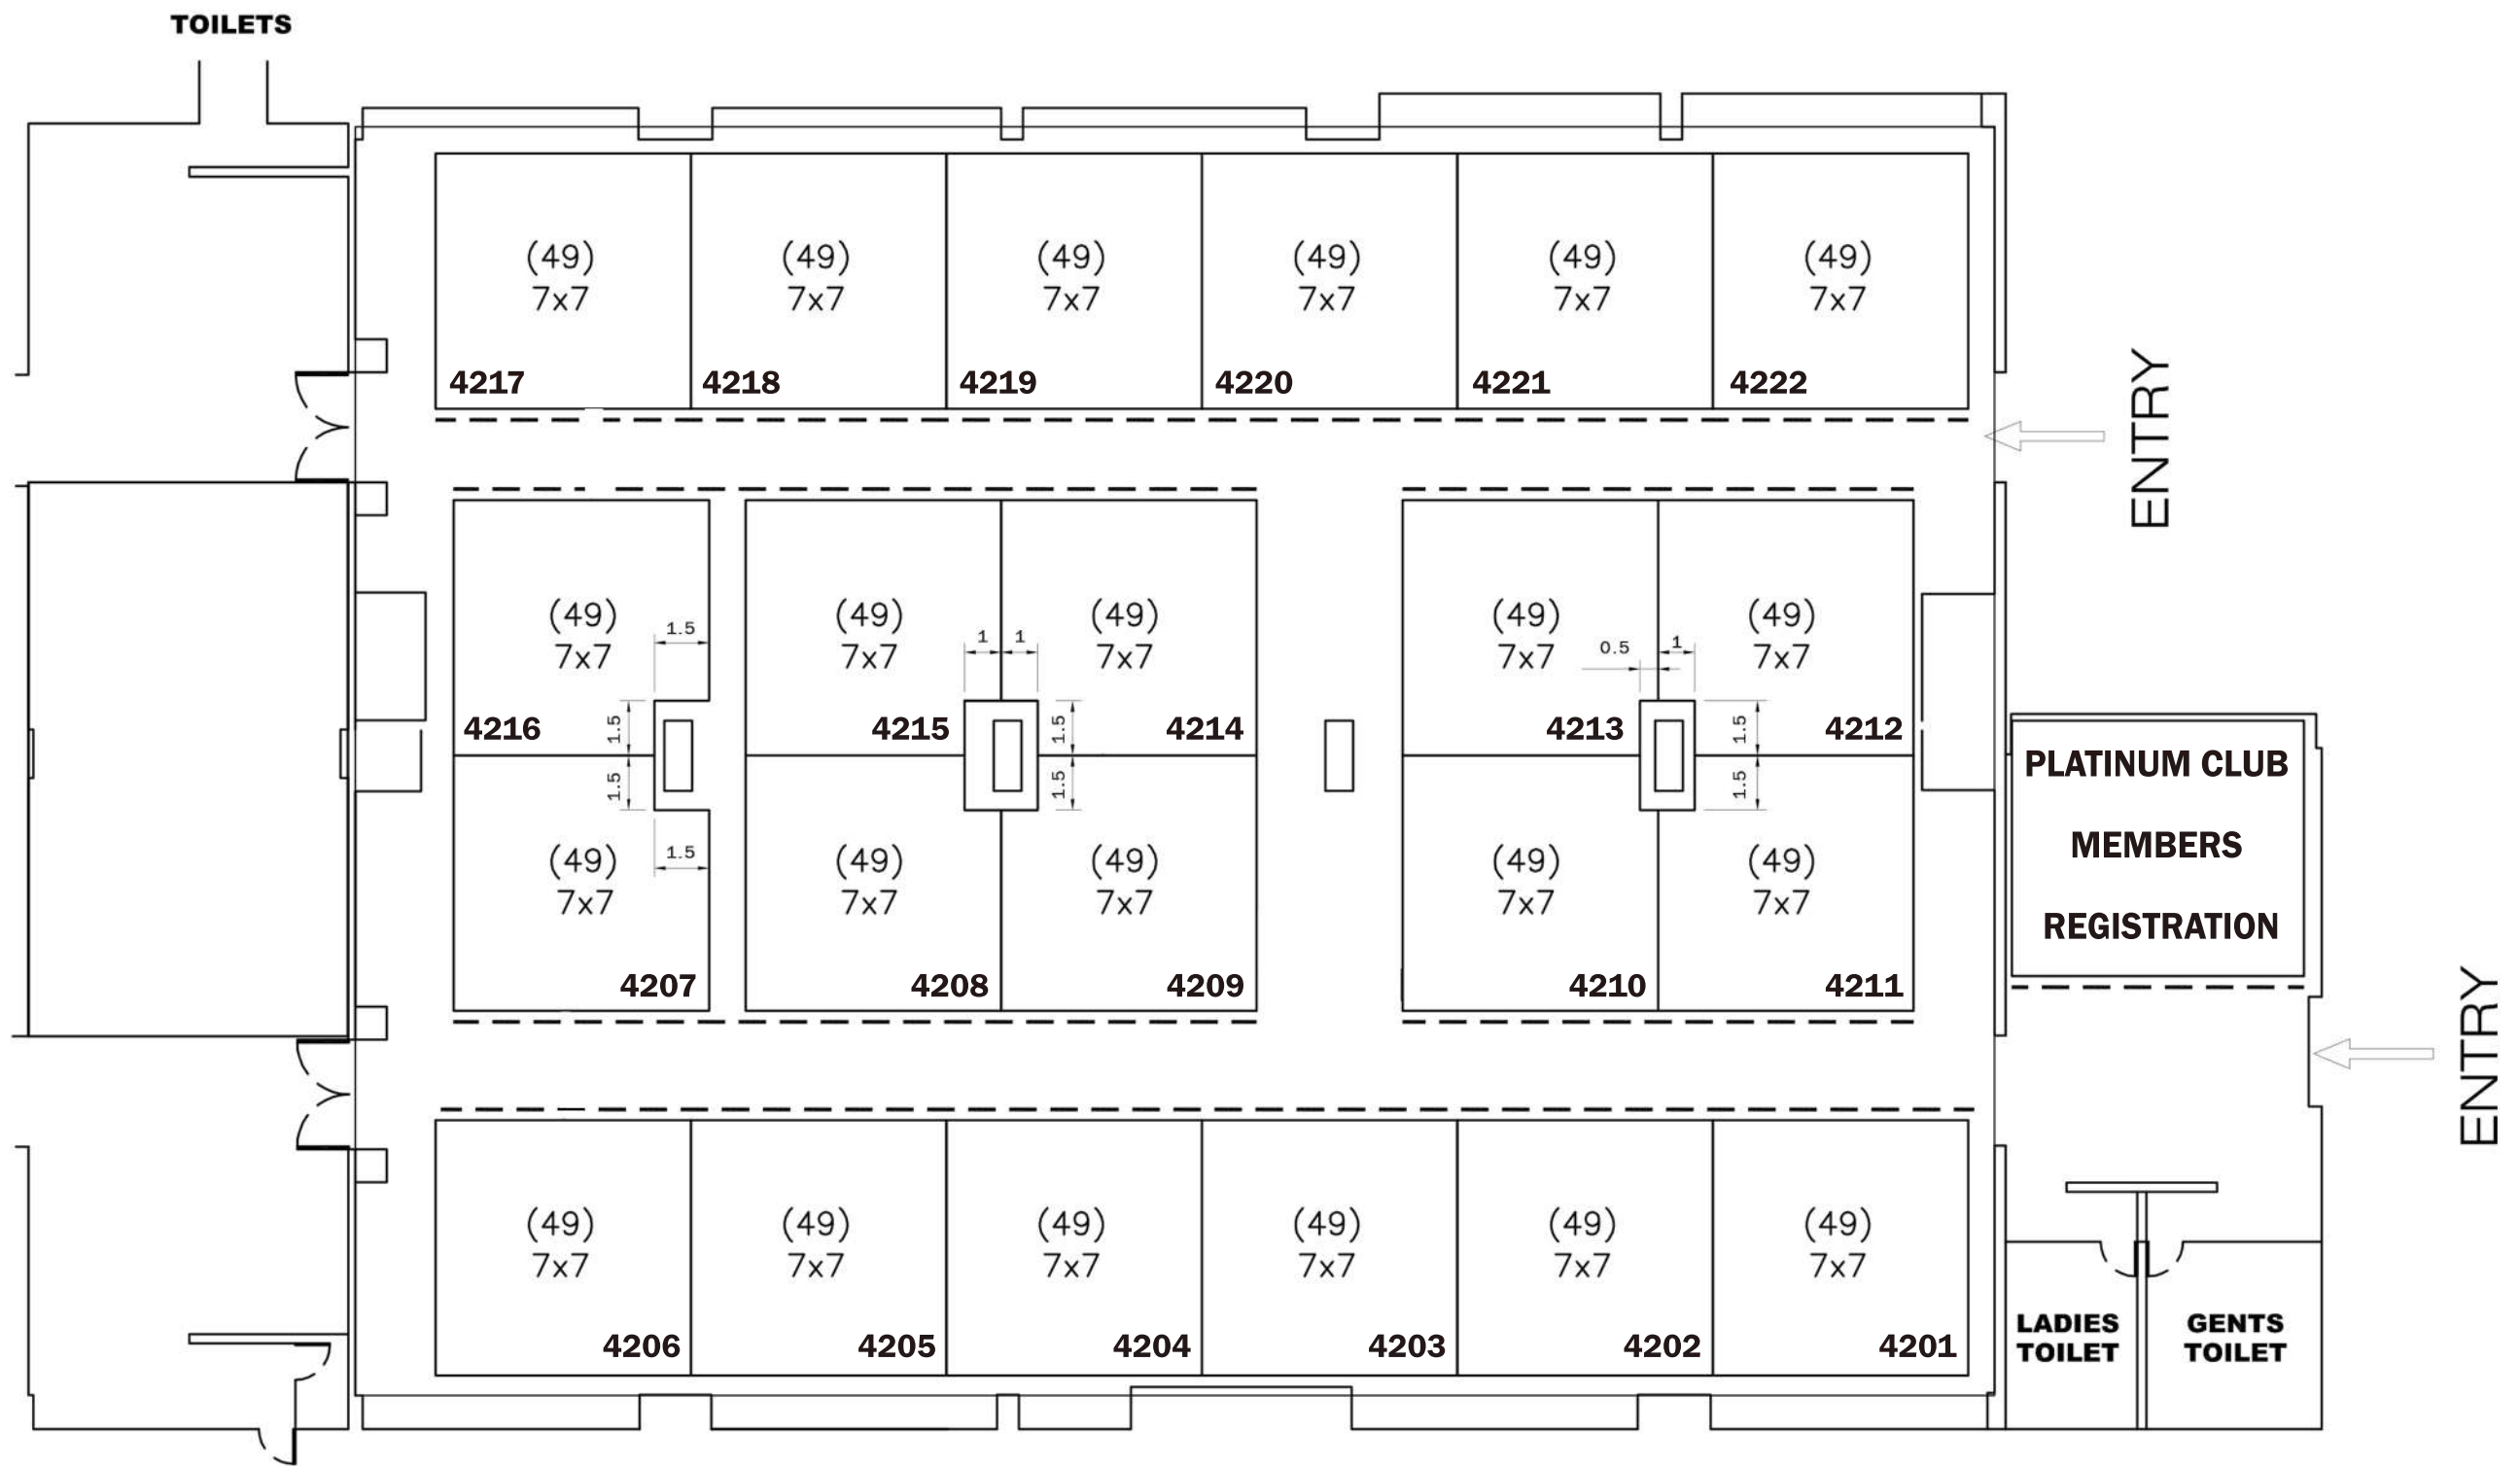 TOILETS
(49) (49) (49) (49) (49) (49)
7x7 7x7 7x7 7x7 7x7 7x7
4217 4218 4219 4220 4221 4222
ENTRY
(49) (49) (49) (49) (49)
7x7 7x7 7x7 7x7 7x7
1.5 1 1 0.5 1
4216 1.5 4215 1.5 4214 4213 1.5 4212
1.5 1.5 1.5
1.5
(49) (49) (49) (49) (49)
7x7 7x7 7x7 7x7 7x7
4207 4208 4209 4210 4211
PLATINUM CLUB
MEMBERS
REGISTRATION
ENTRY
(49) (49) (49) (49) (49) (49)
7x7 7x7 7x7 7x7 7x7 7x7
4206 4205 4204 4203 4202 4201
LADIES
TOILET
GENTS
TOILET